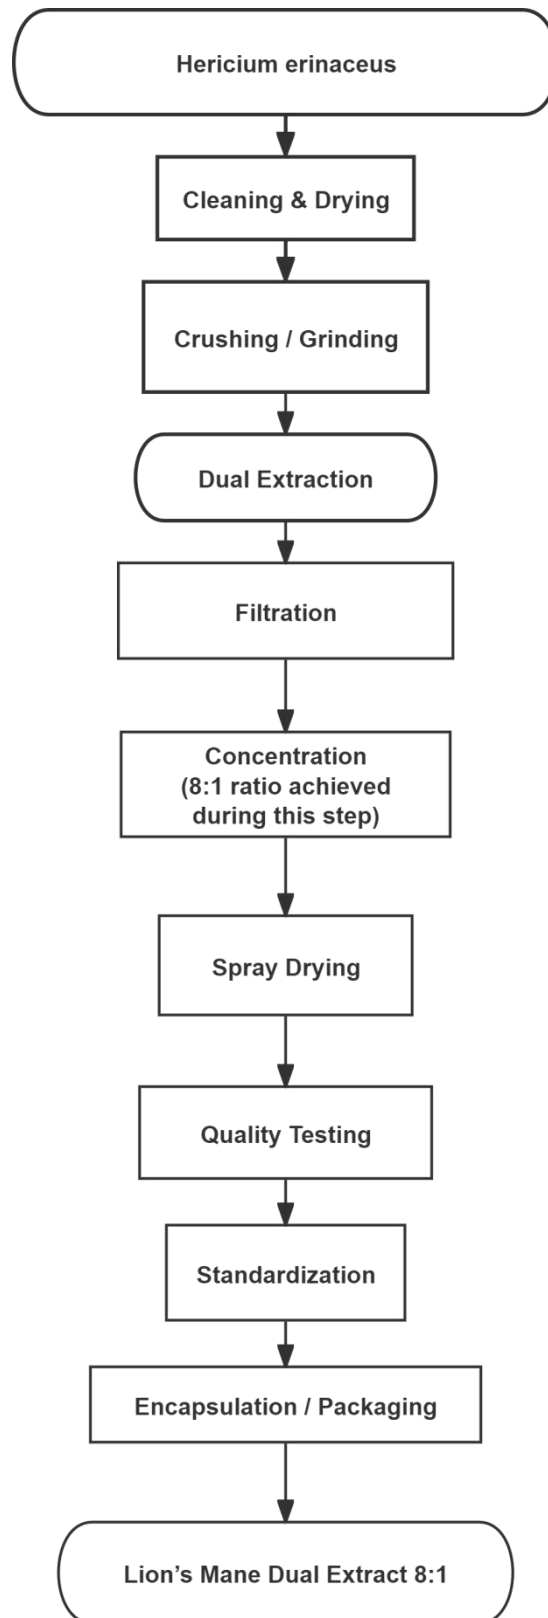 Hericium erinaceus
Cleaning & Drying
Crushing / Grinding
Dual Extraction
Filtration
Concentration
(8:1 ratio achieved
during this step)
Spray Drying
Quality Testing
Standardization
Encapsulation / Packaging
Lion’s Mane Dual Extract 8:1